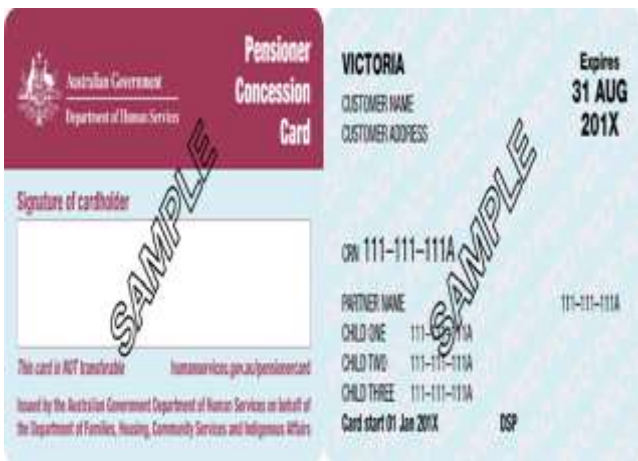 Australian Government
Department of Human Services
Pensioner
Concession
Card
Signature of cardholder
SAMPLE
This card is NOT transferable
humanservices.gov.au/pensionercard
Issued by the Australian Government Department of Human Services on behalf of
the Department of Families, Housing, Community Services and Indigenous Affairs
VICTORIA
Expires
31 AUG
201X
CUSTOMER NAME
CUSTOMER ADDRESS
SAMPLE
CRN 111-111-111A
PARTNER NAME 111-111-111A
CHILD ONE 111-111-111A
CHILD TWO 111-111-111A
CHILD THREE 111-111-111A
Card start 01 Jan 201X DSP